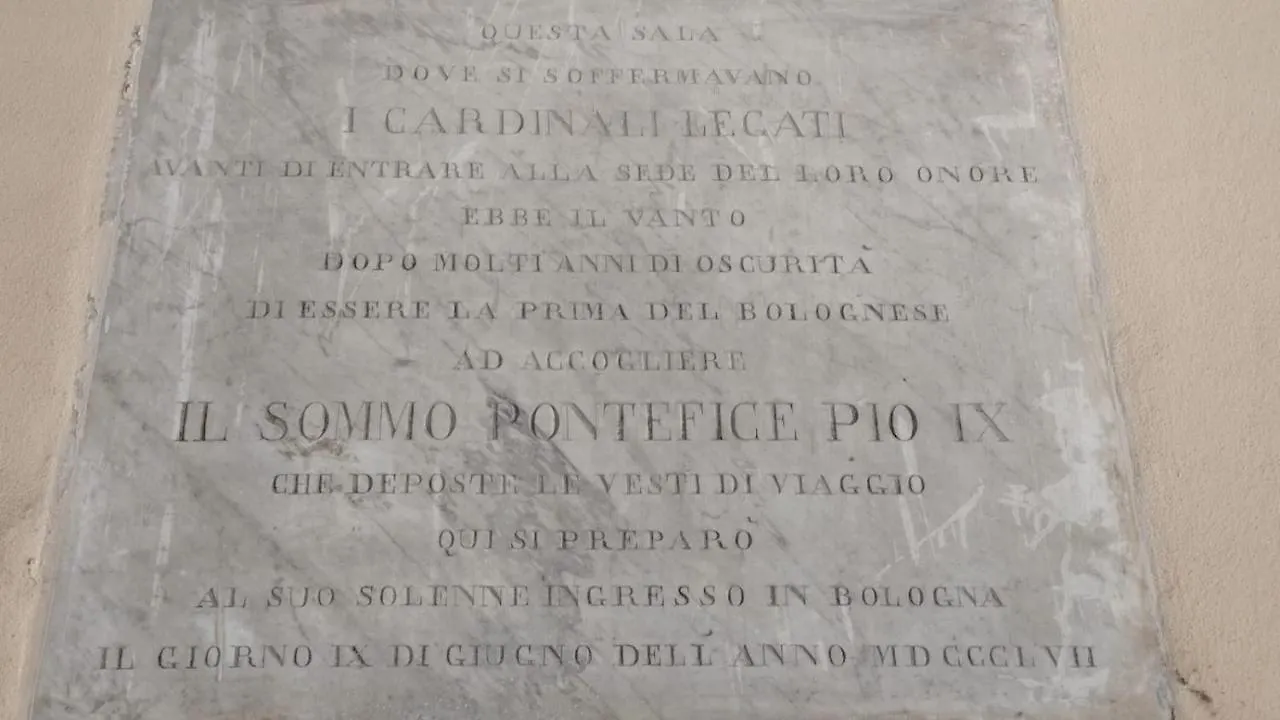 QUESTA SALA
DOVE SI SOFFERMAVANO
I CARDINALI LEGATI
AVANTI DI ENTRARE ALLA SEDE DEL LORO ONORE
EBBE IL VANTO
DOPO MOLTI ANNI DI OSCURITÀ
DI ESSERE LA PRIMA DEL BOLOGNESE
AD ACCOGLIERE
IL SOMMO PONTEFICE PIO IX
CHE DEPOSTE LE VESTI DI VIAGGIO
QUI SI PREPARÒ
AL SUO SOLENNE INGRESSO IN BOLOGNA
IL GIORNO IX DI GIUGNO DELL'ANNO MDCCCLVII